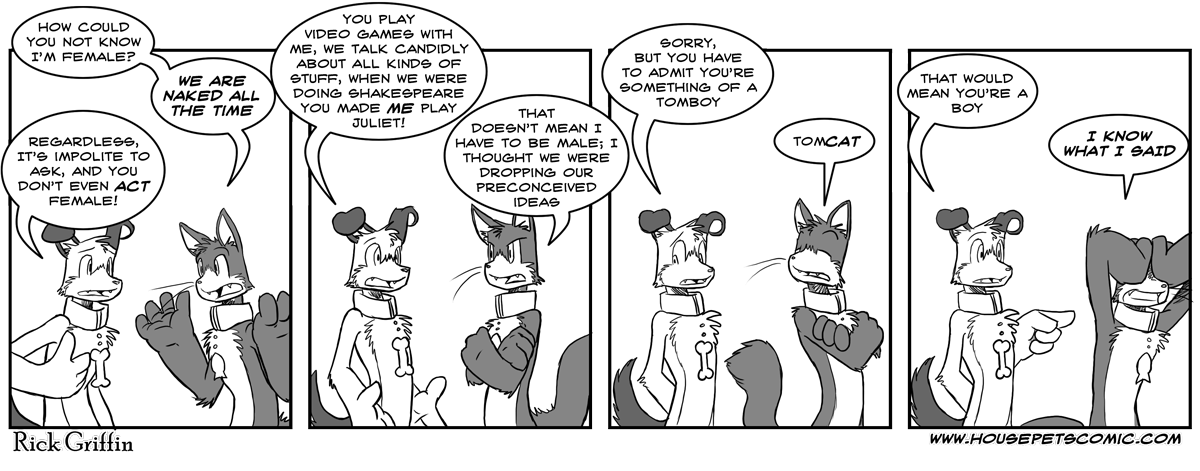 HOW COULD
YOU NOT KNOW
I'M FEMALE?
WE ARE
NAKED ALL
THE TIME
REGARDLESS,
IT'S IMPOLITE TO
ASK, AND YOU
DON'T EVEN ACT
FEMALE!
YOU PLAY
VIDEO GAMES WITH
ME, WE TALK CANDIDLY
ABOUT ALL KINDS OF
STUFF, WHEN WE WERE
DOING SHAKESPEARE
YOU MADE ME PLAY
JULIET!
THAT
DOESN'T MEAN I
HAVE TO BE MALE; I
THOUGHT WE WERE
DROPPING OUR
PRECONCEIVED
IDEAS
SORRY,
BUT YOU HAVE
TO ADMIT YOU'RE
SOMETHING OF A
TOMBOY
TOMCAT
THAT WOULD
MEAN YOU'RE A
BOY
I KNOW
WHAT I SAID
Rick Griffin
WWW.HOUSEPETSCOMIC.COM